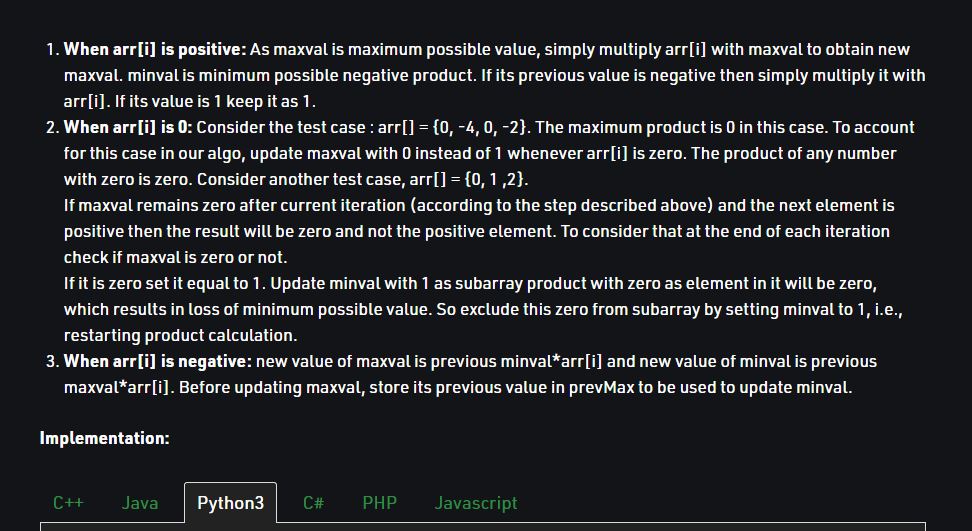 1. When arr[i] is positive: As maxval is maximum possible value, simply multiply arr[i] with maxval to obtain new
maxval. minval is minimum possible negative product. If its previous value is negative then simply multiply it with
arr[i]. If its value is 1 keep it as 1.
2. When arr[i] is 0: Consider the test case : arr[] = {0, -4, 0, -2}. The maximum product is 0 in this case. To account
for this case in our algo, update maxval with 0 instead of 1 whenever arr[i] is zero. The product of any number
with zero is zero. Consider another test case, arr[] = {0, 1 ,2}.
If maxval remains zero after current iteration (according to the step described above) and the next element is
positive then the result will be zero and not the positive element. To consider that at the end of each iteration
check if maxval is zero or not.
If it is zero set it equal to 1. Update minval with 1 as subarray product with zero as element in it will be zero,
which results in loss of minimum possible value. So exclude this zero from subarray by setting minval to 1, i.e.,
restarting product calculation.
3. When arr[i] is negative: new value of maxval is previous minval*arr[i] and new value of minval is previous
maxval*arr[i]. Before updating maxval, store its previous value in prevMax to be used to update minval.
Implementation:
C++ Java Python3 C# PHP Javascript